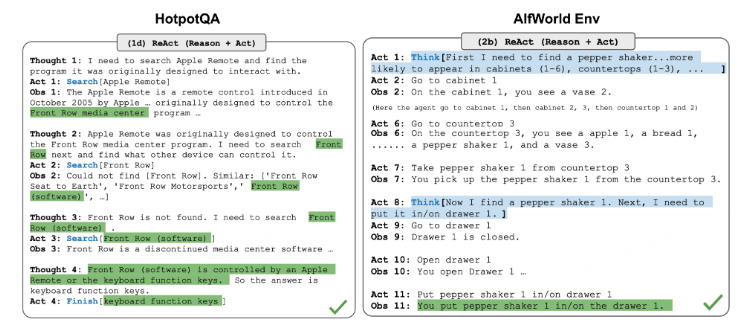 HotpotQA
(1d) ReAct (Reason + Act)
Thought 1: I need to search Apple Remote and find the
program it was originally designed to interact with.
Act 1: Search[Apple Remote]
Obs 1: The Apple Remote is a remote control introduced in
October 2005 by Apple … originally designed to control the
Front Row media center program …
Thought 2: Apple Remote was originally designed to control
the Front Row media center program. I need to search Front
Row next and find what other device can control it.
Act 2: Search[Front Row]
Obs 2: Could not find [Front Row]. Similar: ['Front Row
Seat to Earth', 'Front Row Motorsports',' Front Row
(software)', …]
Thought 3: Front Row is not found. I need to search Front
Row (software) .
Act 3: Search[Front Row (software)]
Obs 3: Front Row is a discontinued media center software …
Thought 4: Front Row (software) is controlled by an Apple
Remote or the keyboard function keys. So the answer is
keyboard function keys.
Act 4: Finish[keyboard function keys]
AlfWorld Env
(2b) ReAct (Reason + Act)
Act 1: Think[First I need to find a pepper shaker...more
likely to appear in cabinets (1-6), countertops (1-3), ... ]
Act 2: Go to cabinet 1
Obs 2: On the cabinet 1, you see a vase 2.
(Here the agent go to cabinet 1, then cabinet 2, 3, then countertop 1 and 2)
Act 6: Go to countertop 3
Obs 6: On the countertop 3, you see a apple 1, a bread 1,
...... a pepper shaker 1, and a vase 3.
Act 7: Take pepper shaker 1 from countertop 3
Obs 7: You pick up the pepper shaker 1 from the countertop 3.
Act 8: Think[Now I find a pepper shaker 1. Next, I need to
put it in/on drawer 1. ]
Act 9: Go to drawer 1
Obs 9: Drawer 1 is closed.
Act 10: Open drawer 1
Obs 10: You open Drawer 1 …
Act 11: Put pepper shaker 1 in/on drawer 1
Obs 11: You put pepper shaker 1 in/on the drawer 1.